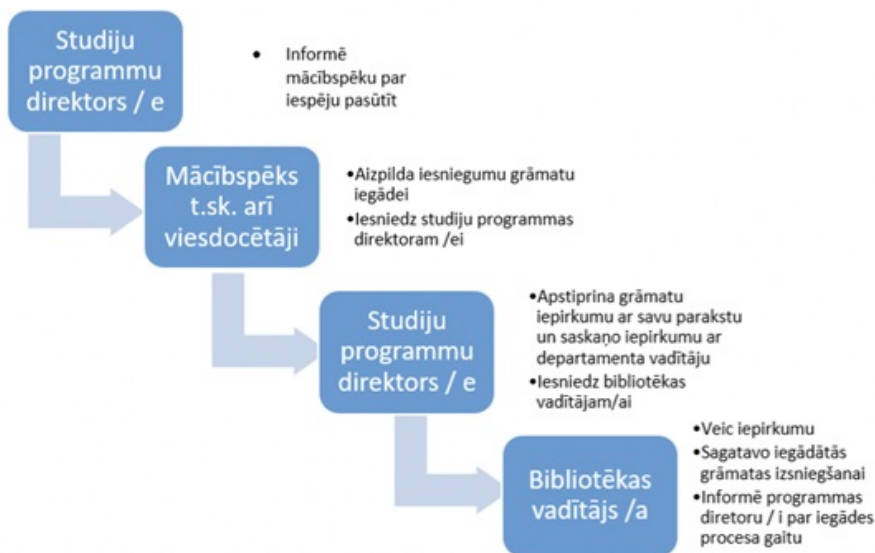 Studiju
programmu
direktors / e
• Informē
mācībspēku par
iespēju pasūtīt
Mācībspēks
t.sk. arī
viesdocētāji
•Aizpilda iesniegumu grāmatu
iegādei
•Iesniedz studiju programmas
direktoram /ei
Studiju
programmu
direktors / e
•Apstiprina grāmatu
iepirkumu ar savu parakstu
un saskaņo iepirkumu ar
departamenta vadītāju
•Iesniedz bibliotēkas
vadītājam/ai
Bibliotēkas
vadītājs /a
•Veic iepirkumu
•Sagatavo iegādātās
grāmatas izsniegšanai
•Informē programmas
diretoru / i par iegādes
procesa gaitu